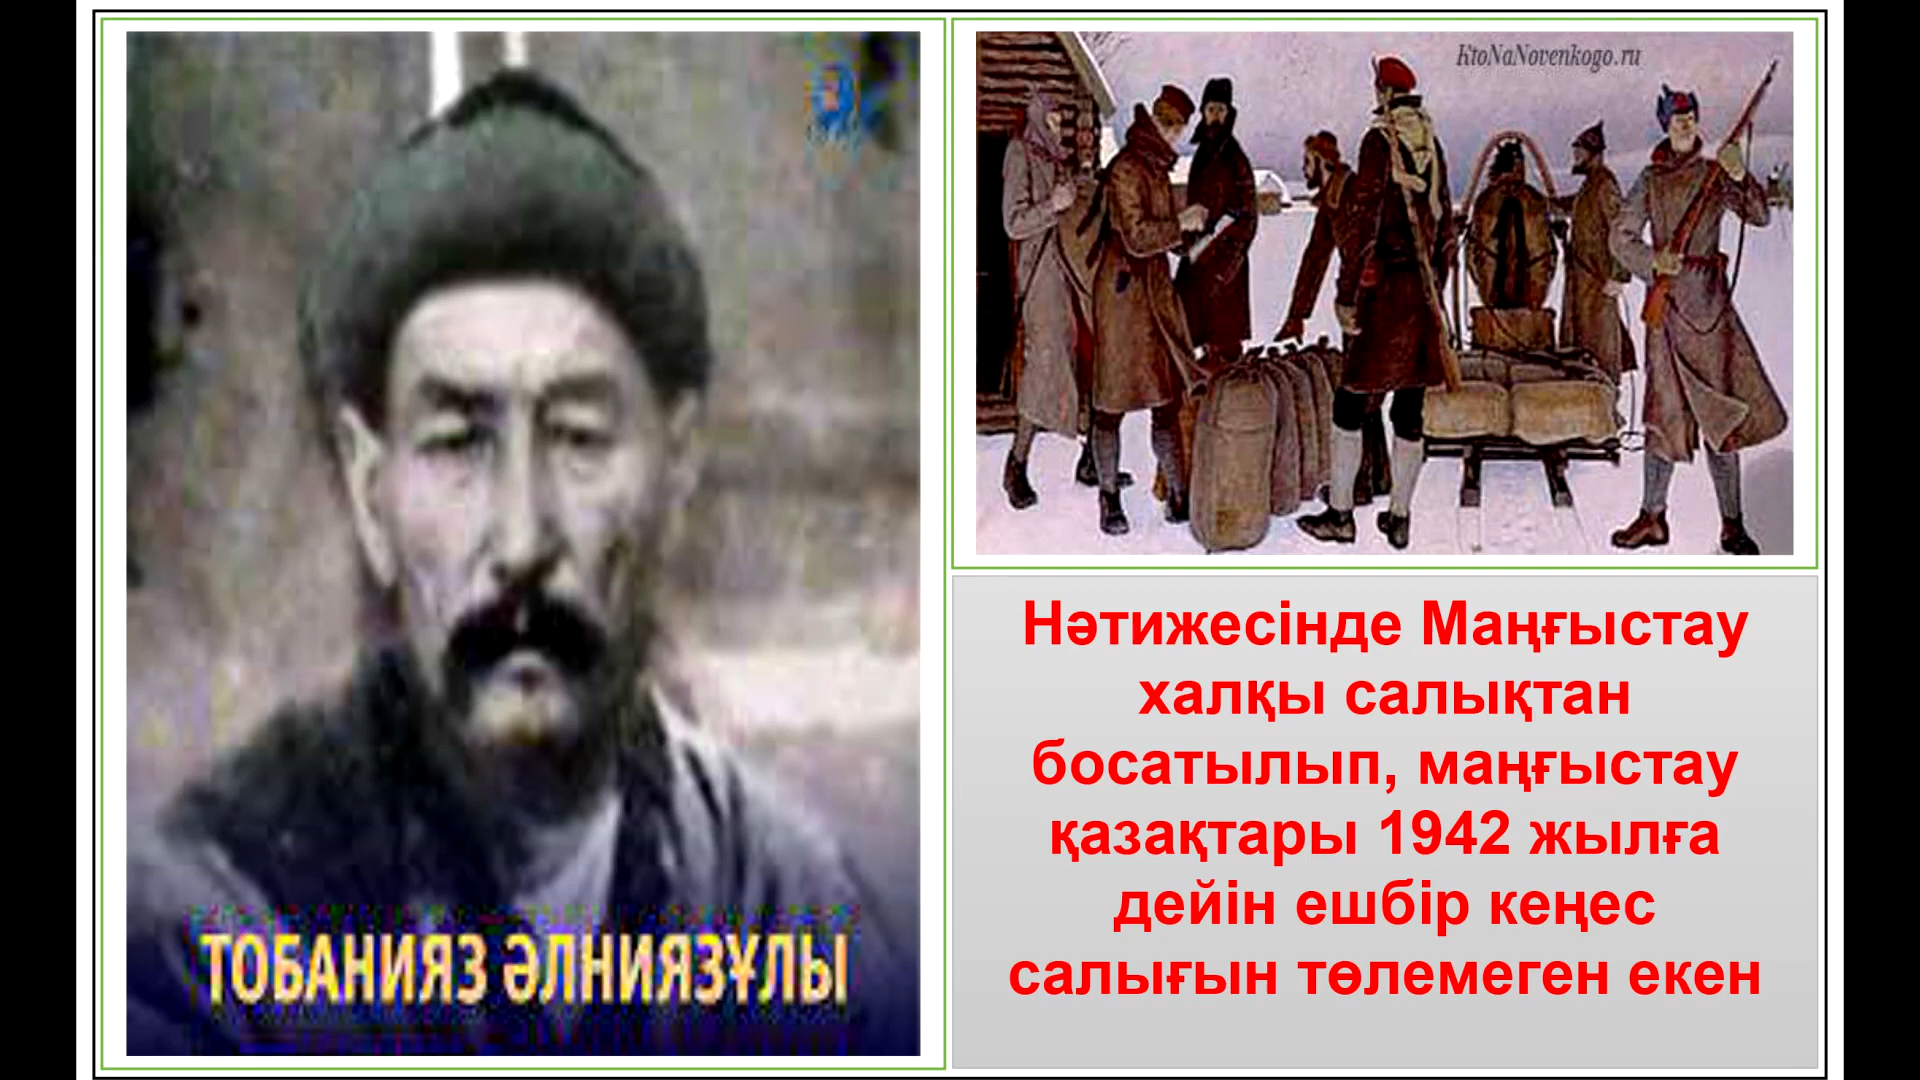 KtoNaNovenkogo.ru
ТОБАНИЯЗ ӘЛНИЯЗҰЛЫ
Нәтижесінде Маңғыстау
халқы салықтан
босатылып, маңғыстау
қазақтары 1942 жылға
дейін ешбір кеңес
салығын төлемеген екен